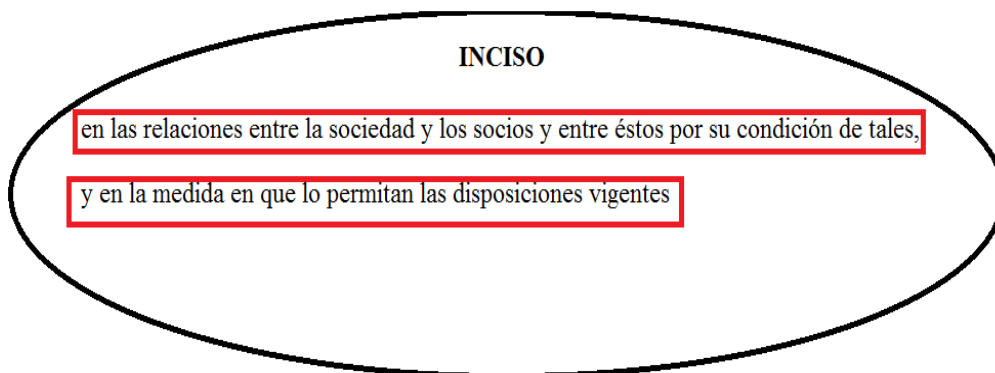 INCISO
en las relaciones entre la sociedad y los socios y entre éstos por su condición de tales,
y en la medida en que lo permitan las disposiciones vigentes